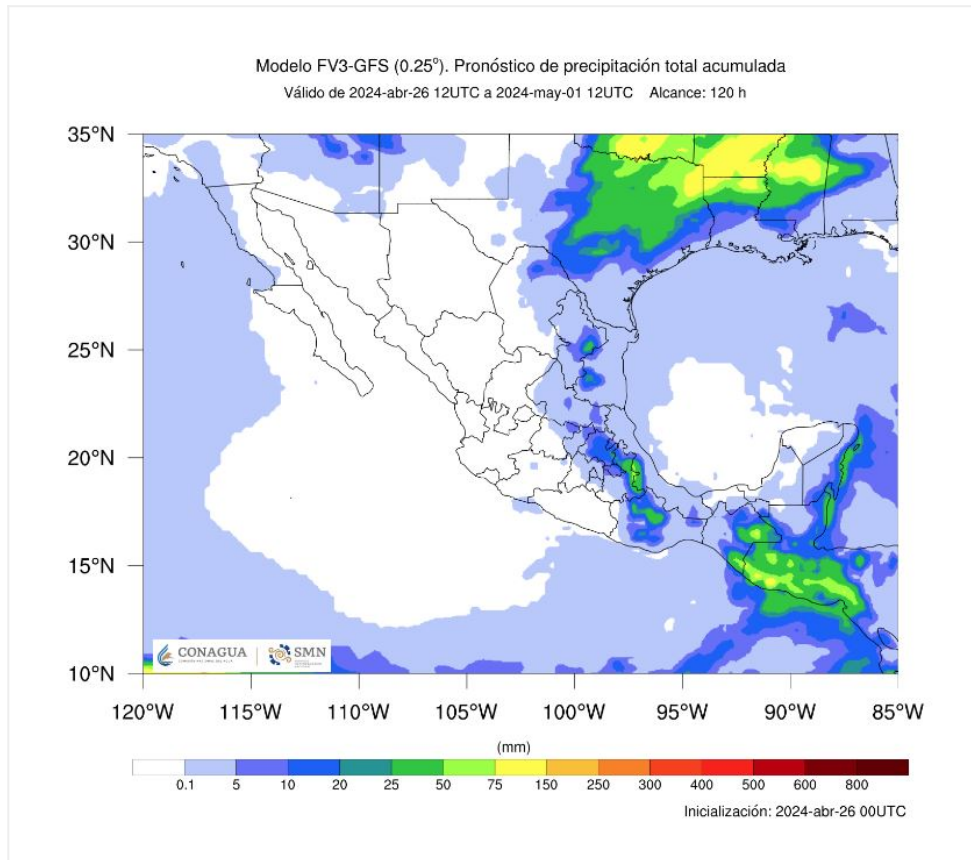 Modelo FV3-GFS (0.25°). Pronóstico de precipitación total acumulada
Válido de 2024-abr-26 12UTC a 2024-may-01 12UTC Alcance: 120 h
35°N
30°N
25°N
20°N
15°N
10°N
CONAGUA
SMN
120°W 115°W 110°W 105°W 100°W 95°W 90°W 85°W
(mm)
0.1 5 10 20 25 50 75 150 250 300 400 500 600 800
Inicialización: 2024-abr-26 00UTC